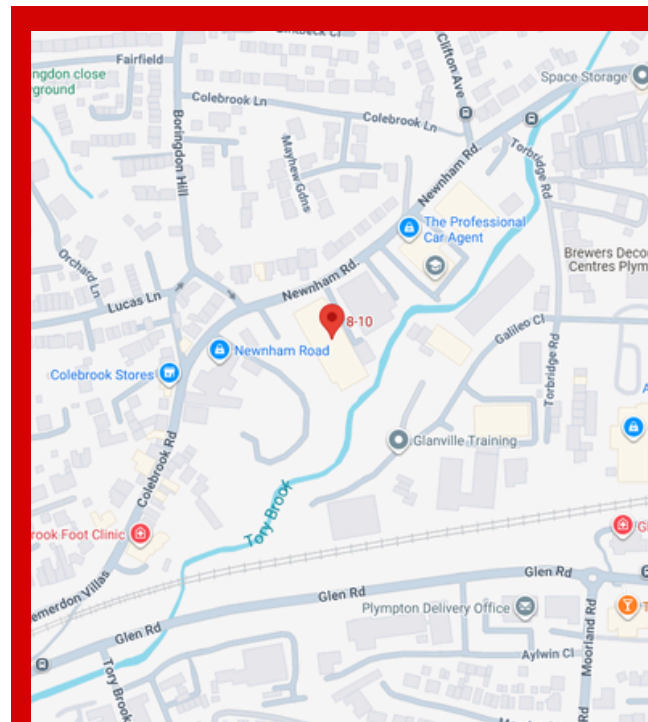 Fairfield
ngdon close
ground
Colebrook Ln
Clifton Ave
Space Storage
Boringdon Hill
Mayhew Gdns
Colebrook Ln
Newnham Rd.
Torbridge Rd
The Professional
Car Agent
Brewers Deco
Centres Plym
Orchard Ln
Lucas Ln
Newnham Rd.
8-10
Galileo Cl
Newnham Road
Colebrook Stores
Torbridge Rd
A
Glanville Training
Colebrook Rd
Tory Brook
rook Foot Clinic
Gl
emerdon Villas
Glen Rd
Glen Rd
Plympton Delivery Office
T
Moorland Rd
Glen Rd
Aylwin Cl
Tory Brook